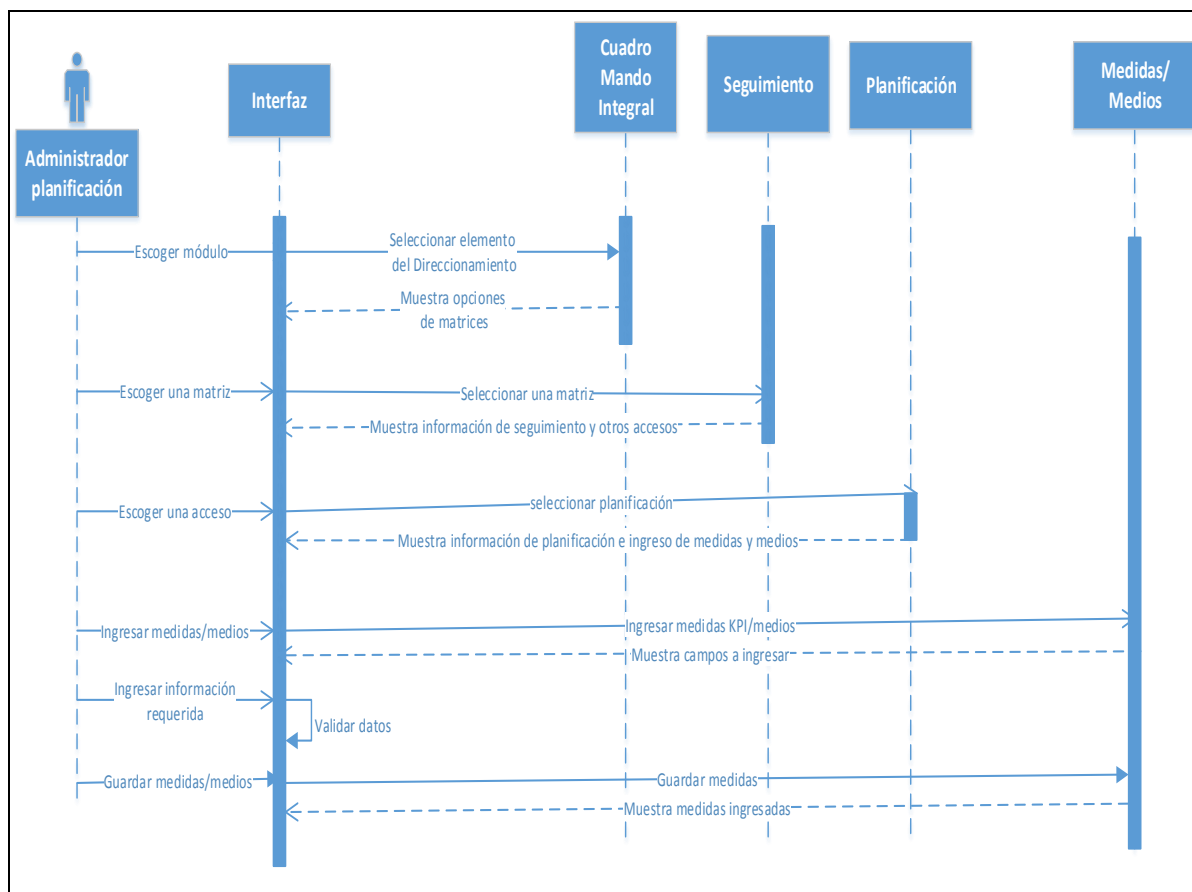 Cuadro
Mando
Integral
Seguimiento
Planificación
Medidas/
Medios
Interfaz
Administrador
planificación
Escoger módulo
Seleccionar elemento
del Direccionamiento
Muestra opciones
de matrices
Escoger una matriz
Seleccionar una matriz
Muestra información de seguimiento y otros accesos
Escoger una acceso
seleccionar planificación
Muestra información de planificación e ingreso de medidas y medios
Ingresar medidas/medios
Ingresar medidas KPI/medios
Muestra campos a ingresar
Ingresar información
requerida
Validar datos
Guardar medidas/medios
Guardar medidas
Muestra medidas ingresadas